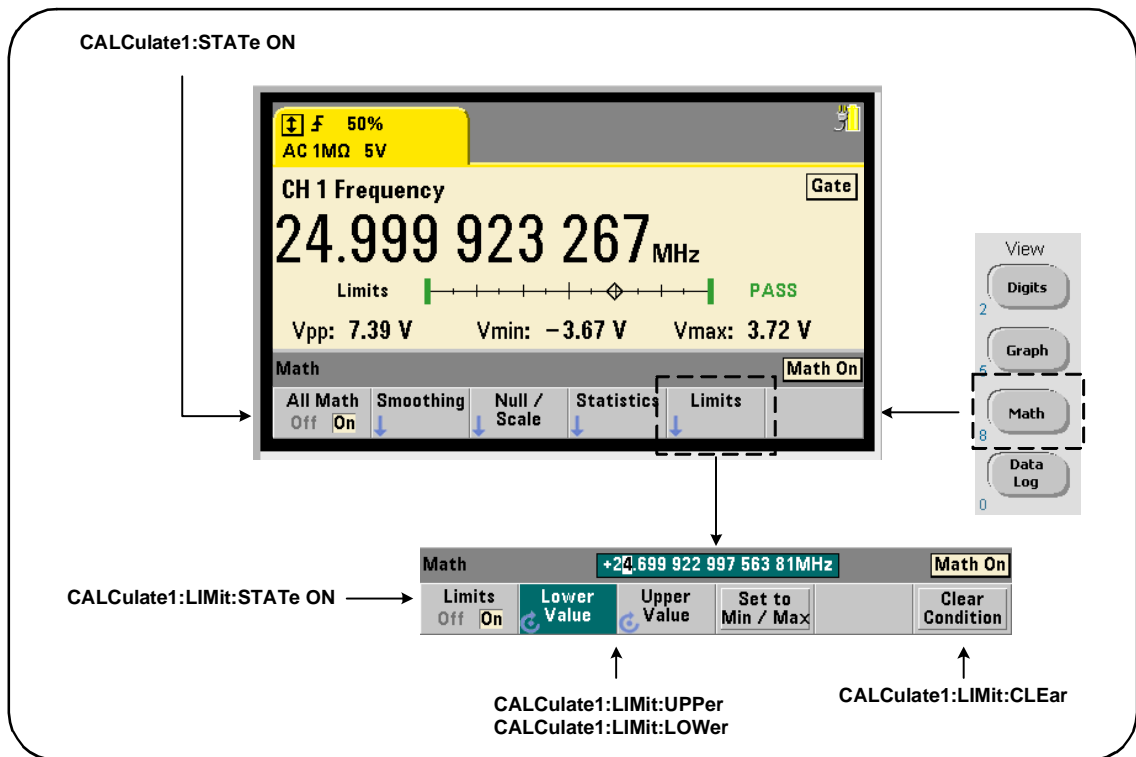 CALCulate1:STATe ON
50%
AC 1MΩ 5V
CH 1 Frequency
Gate
24.999 923 267 MHz
Limits
PASS
Vpp: 7.39 V Vmin: −3.67 V Vmax: 3.72 V
Math
Math On
All Math
Off On
Smoothing
Null /
Scale
Statistics
Limits
View
Digits
2
Graph
5
Math
8
Data
Log
0
Math
+24.699 922 997 563 81MHz
Math On
CALCulate1:LIMit:STATe ON
Limits
Off On
Lower
Value
Upper
Value
Set to
Min / Max
Clear
Condition
CALCulate1:LIMit:UPPer
CALCulate1:LIMit:LOWer
CALCulate1:LIMit:CLEar